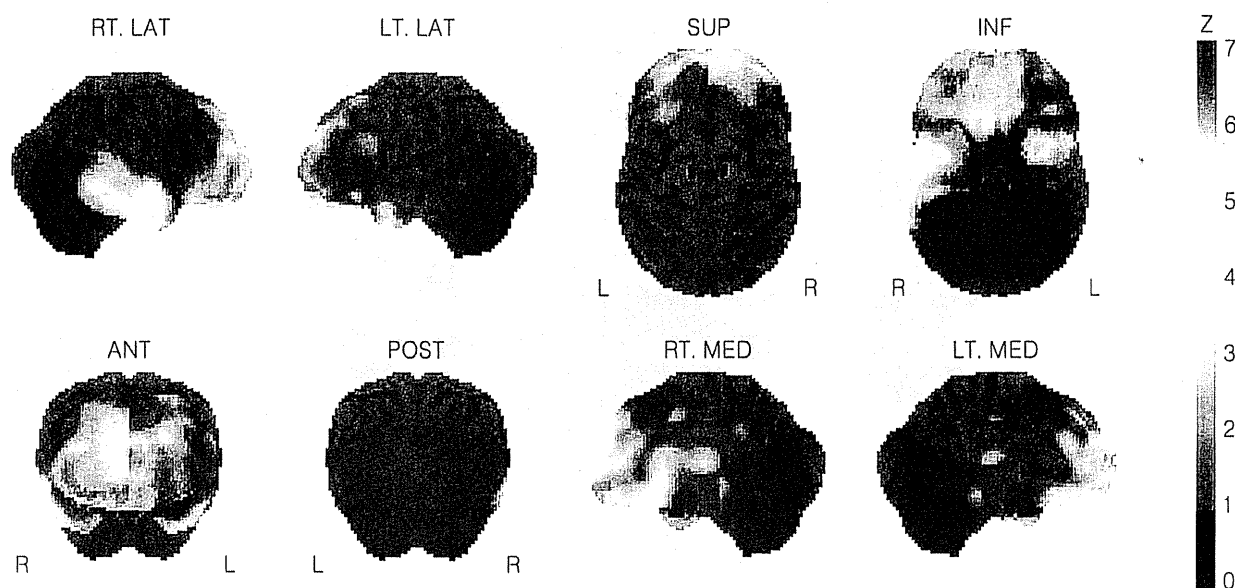 RT. LAT
LT. LAT
SUP
INF
Z
7
6
5
4
3
2
1
0
L
R
R
L
ANT
POST
RT. MED
LT. MED
R
L
L
R